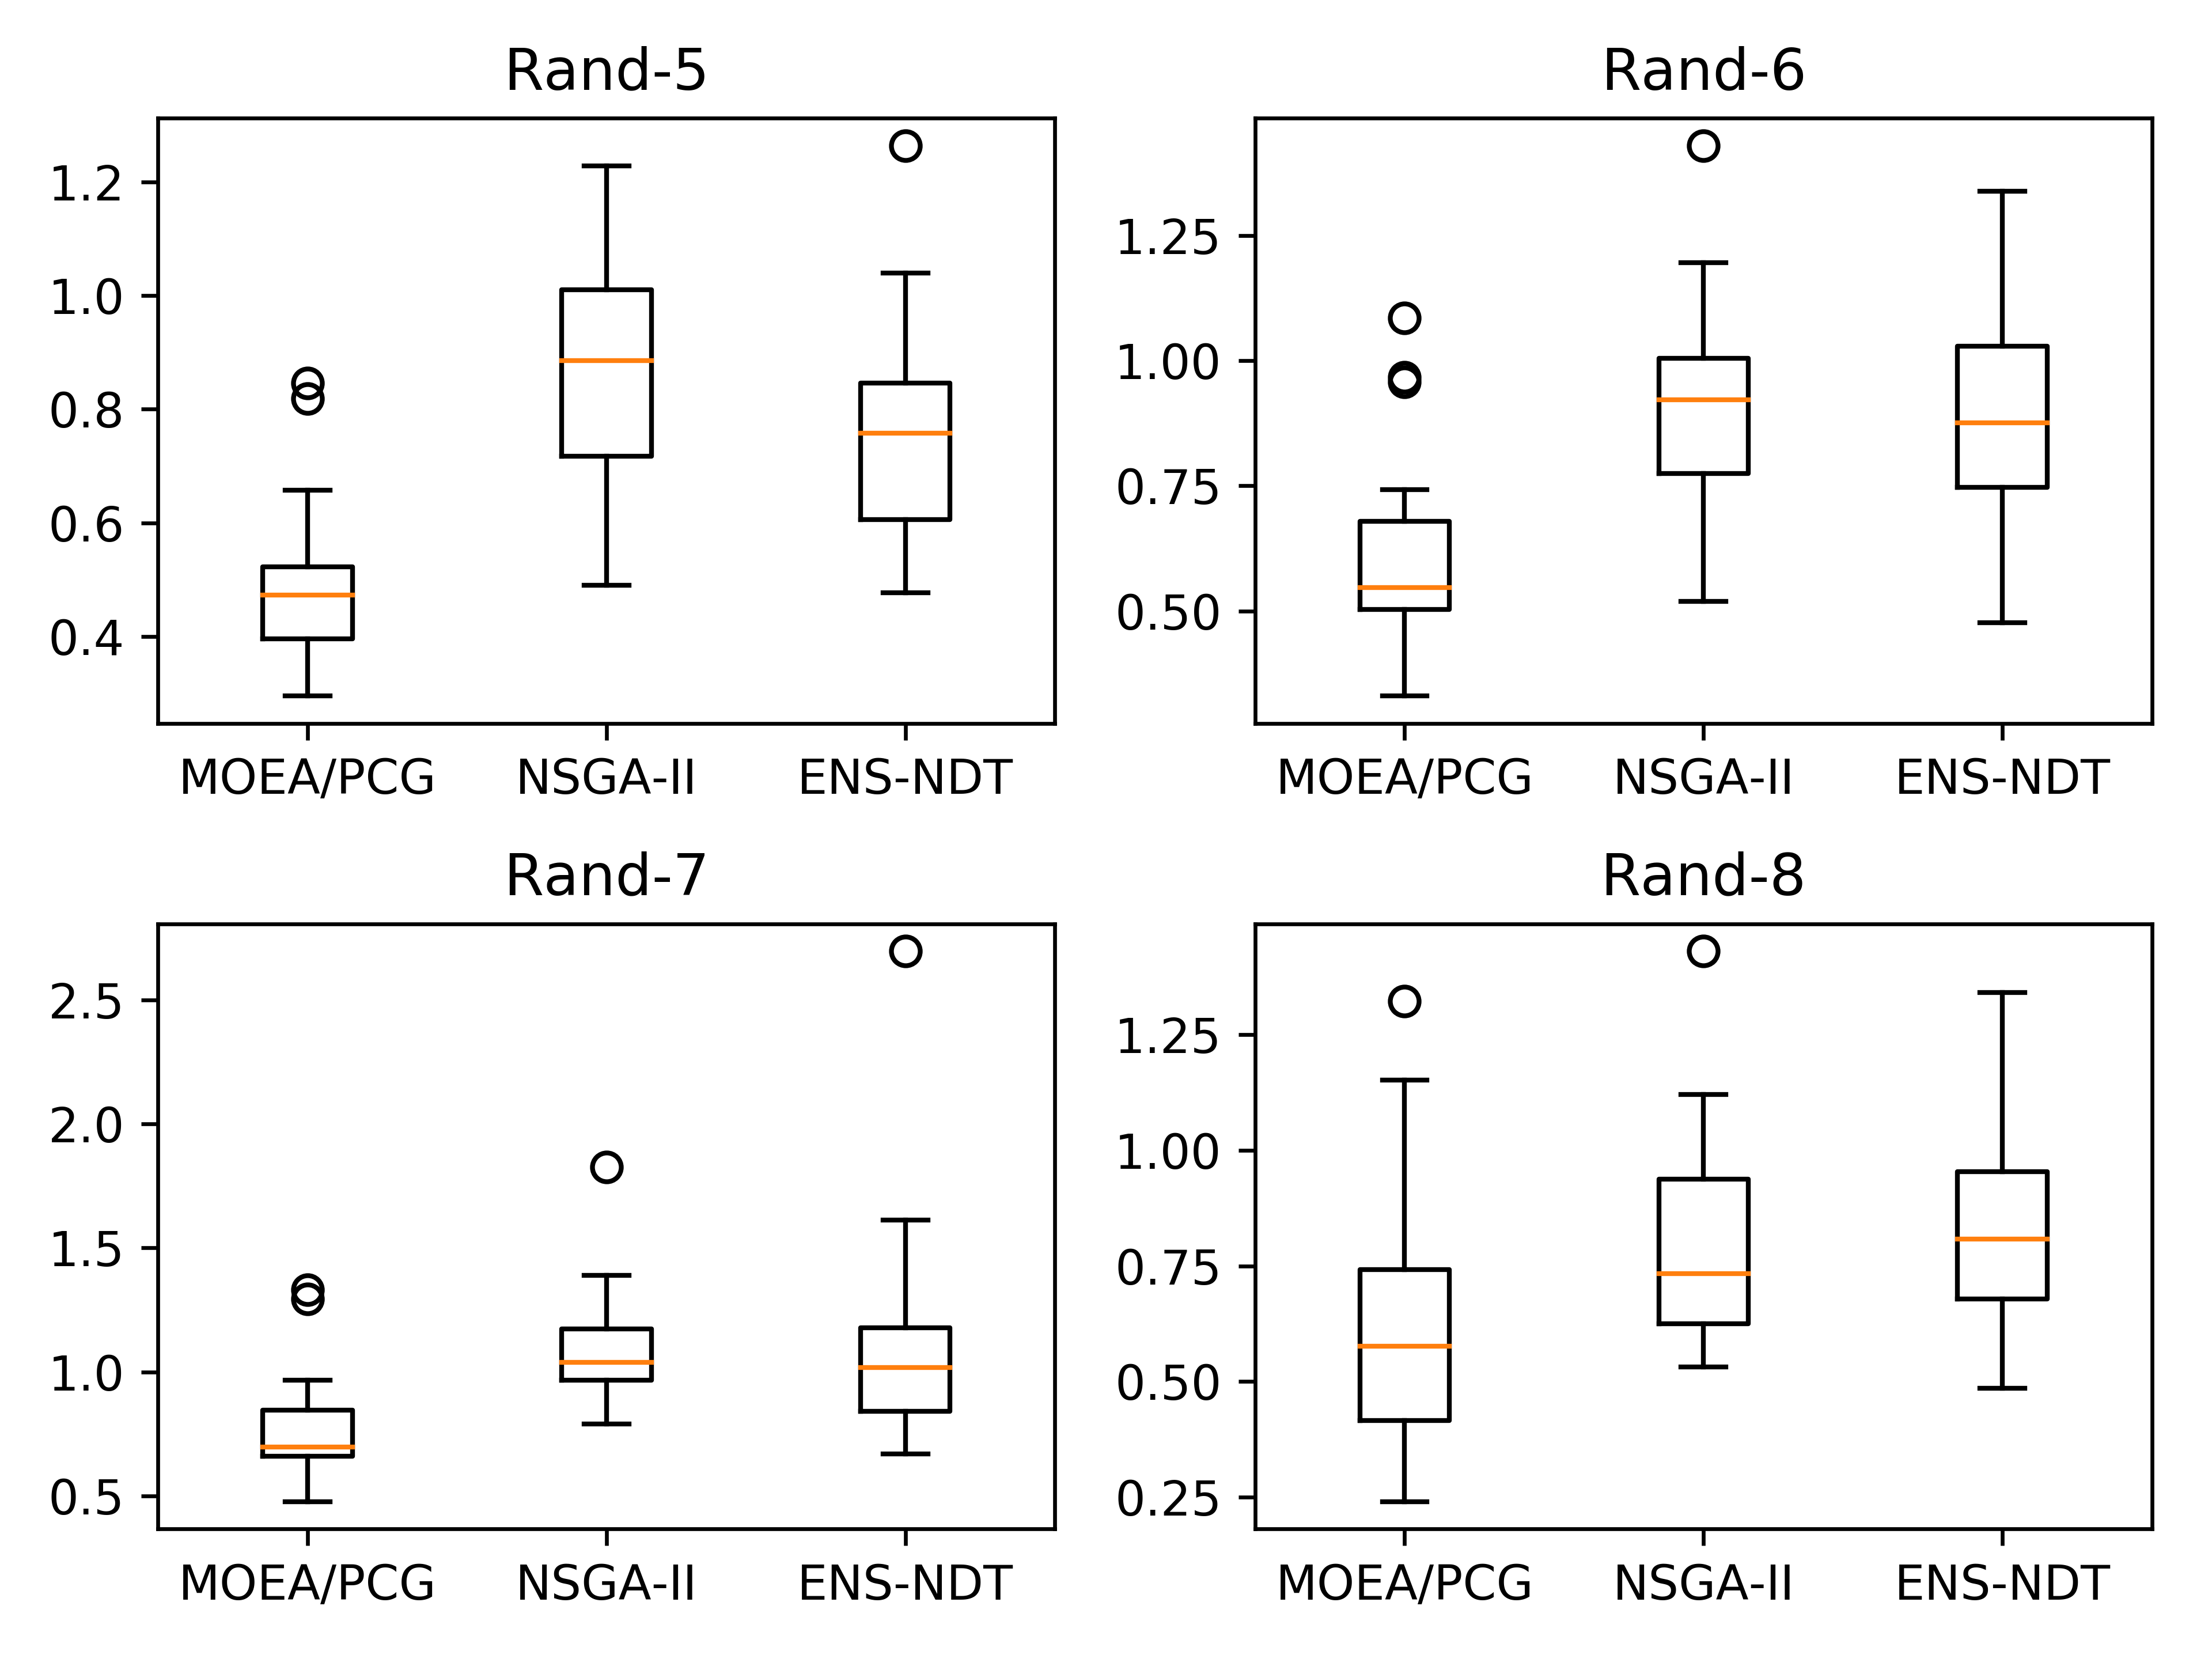 Rand-5
1.2
1.0
0.8
0.6
0.4
MOEA/PCG NSGA-II ENS-NDT
Rand-6
1.25
1.00
0.75
0.50
MOEA/PCG NSGA-II ENS-NDT
Rand-7
2.5
2.0
1.5
1.0
0.5
MOEA/PCG NSGA-II ENS-NDT
Rand-8
1.25
1.00
0.75
0.50
0.25
MOEA/PCG NSGA-II ENS-NDT